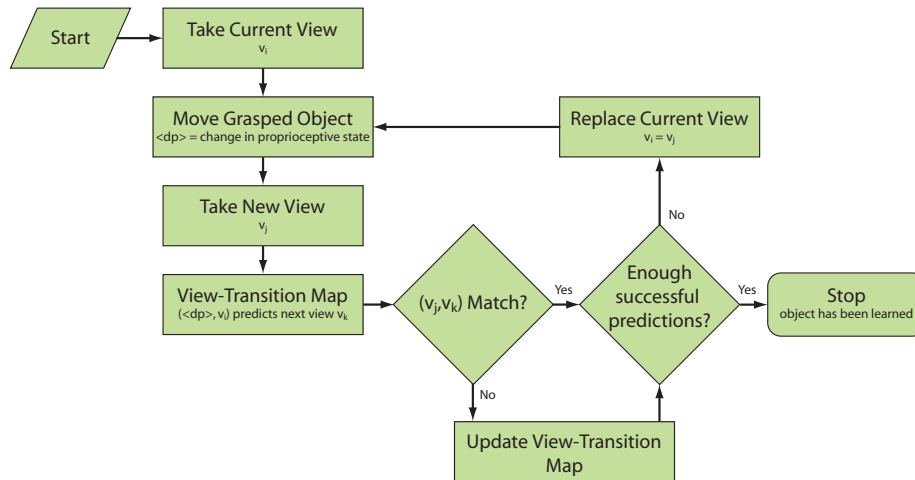 Start
Take Current View
vᵢ
Move Grasped Object
<dp> = change in proprioceptive state
Take New View
vⱼ
View-Transition Map
(<dp>, vᵢ) predicts next view vₖ
(vⱼ,vₖ) Match?
Yes
No
Update View-Transition
Map
Enough
successful
predictions?
No
Yes
Replace Current View
vᵢ = vⱼ
Stop
object has been learned